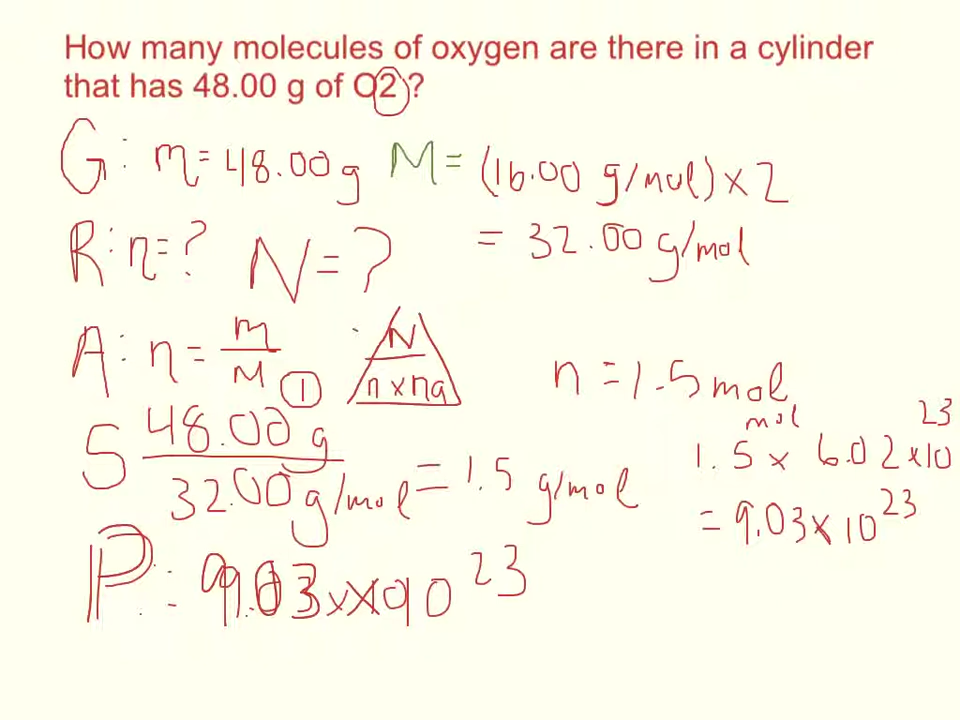 How many molecules of oxygen are there in a cylinder
that has 48.00 g of O2 ?
G: m=48.00g M= (16.00 g/mol) x 2
= 32.00 g/mol
R: n=? N=?
A: n= m/M N
① n x na
n =1.5 mol
S 48.00 g
32.00 g/mol = 1.5 g/mol
mol
1.5 x 6.02 x10 23
= 9.03 x 10 23
P: 9.03 x 10 23